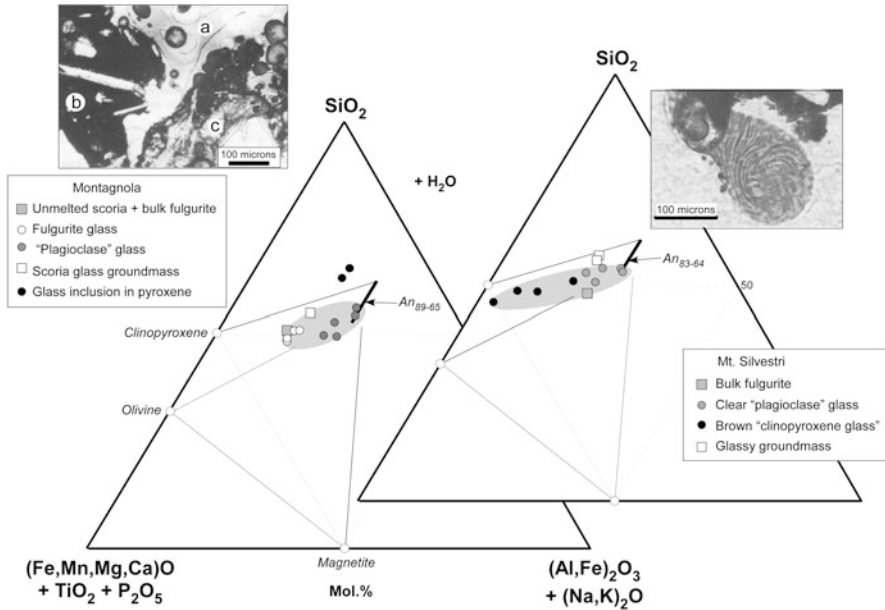 a
b
c
100 microns
SiO₂
SiO₂
+ H₂O
100 microns
Montagnola
Unmelted scoria + bulk fulgurite
Fulgurite glass
"Plagioclase" glass
Scoria glass groundmass
Glass inclusion in pyroxene
An₈₃₋₆₄
50
An₈₉₋₆₅
Clinopyroxene
Olivine
Mt. Silvestri
Bulk fulgurite
Clear "plagioclase" glass
Brown "clinopyroxene glass"
Glassy groundmass
Magnetite
(Fe,Mn,Mg,Ca)O
+ TiO₂ + P₂O₅
Mol.%
(Al,Fe)₂O₃
+ (Na,K)₂O